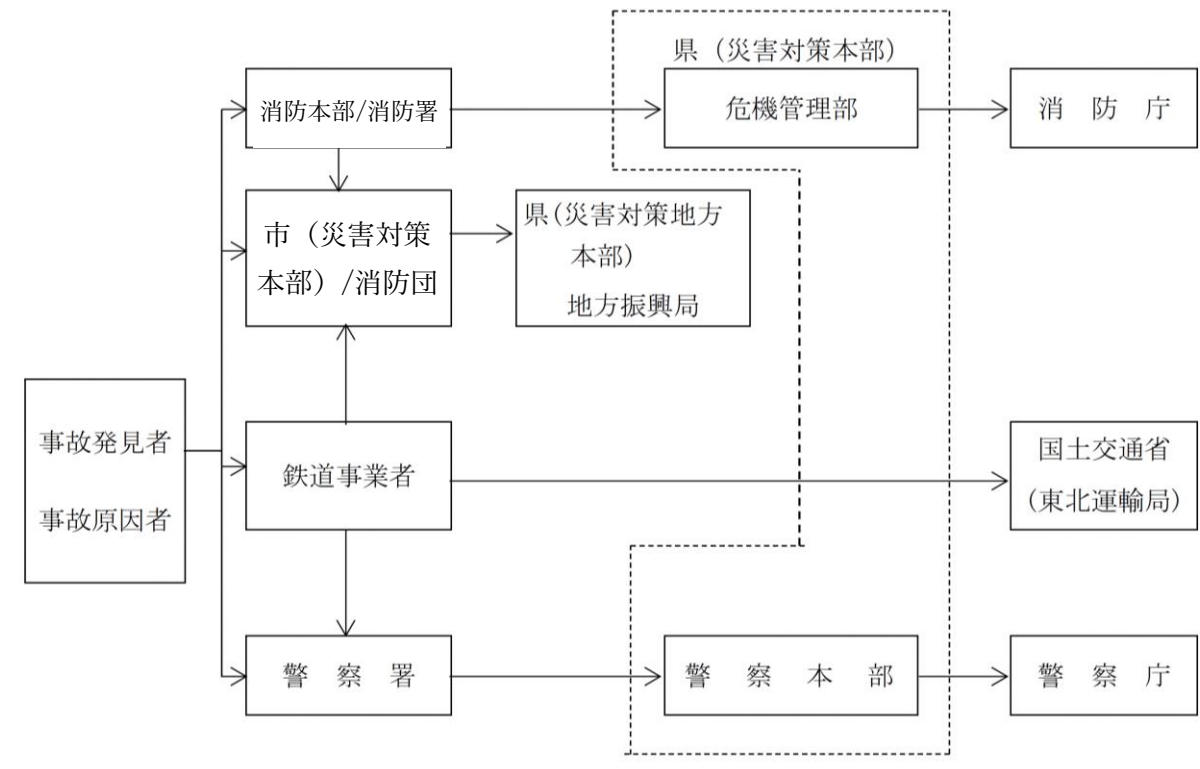 県（災害対策本部）
消防本部/消防署
危機管理部
消　防　庁
市（災害対策
本部）/消防団
県(災害対策地方
本部）
地方振興局
事故発見者
事故原因者
鉄道事業者
国土交通省
（東北運輸局）
警　察　署
警　察　本　部
警　察　庁